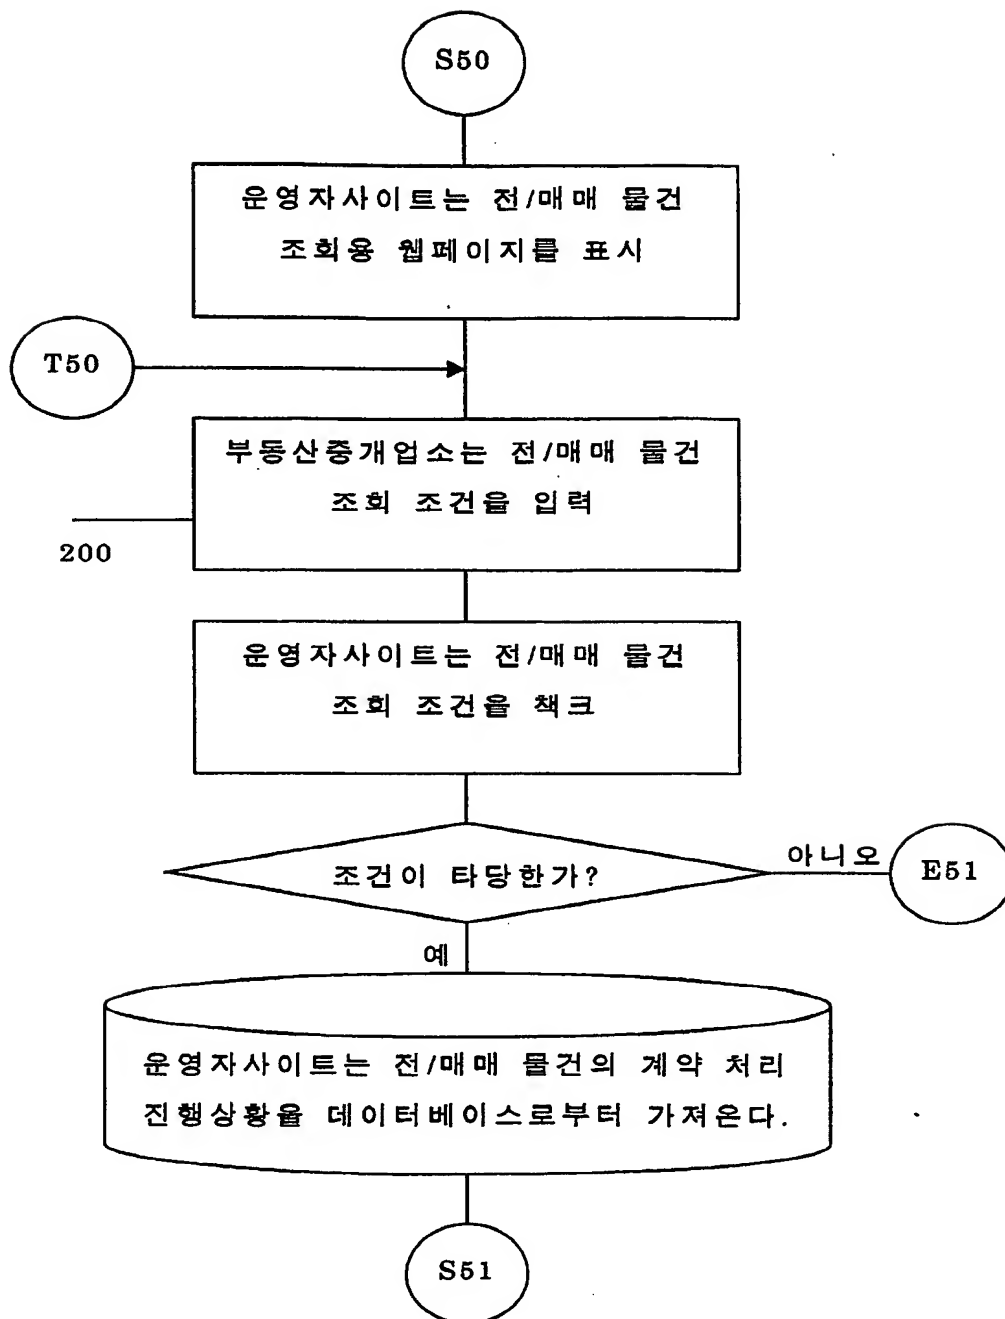 S50
운영자사이트는 전/매매 물건
조회용 웹페이지를 표시
T50
부동산중개업소는 전/매매 물건
조회 조건을 입력
200
운영자사이트는 전/매매 물건
조회 조건을 책크
조건이 타당한가?
아니오
E51
예
운영자사이트는 전/매매 물건의 계약 처리
진행상황을 데이터베이스로부터 가져온다.
S51